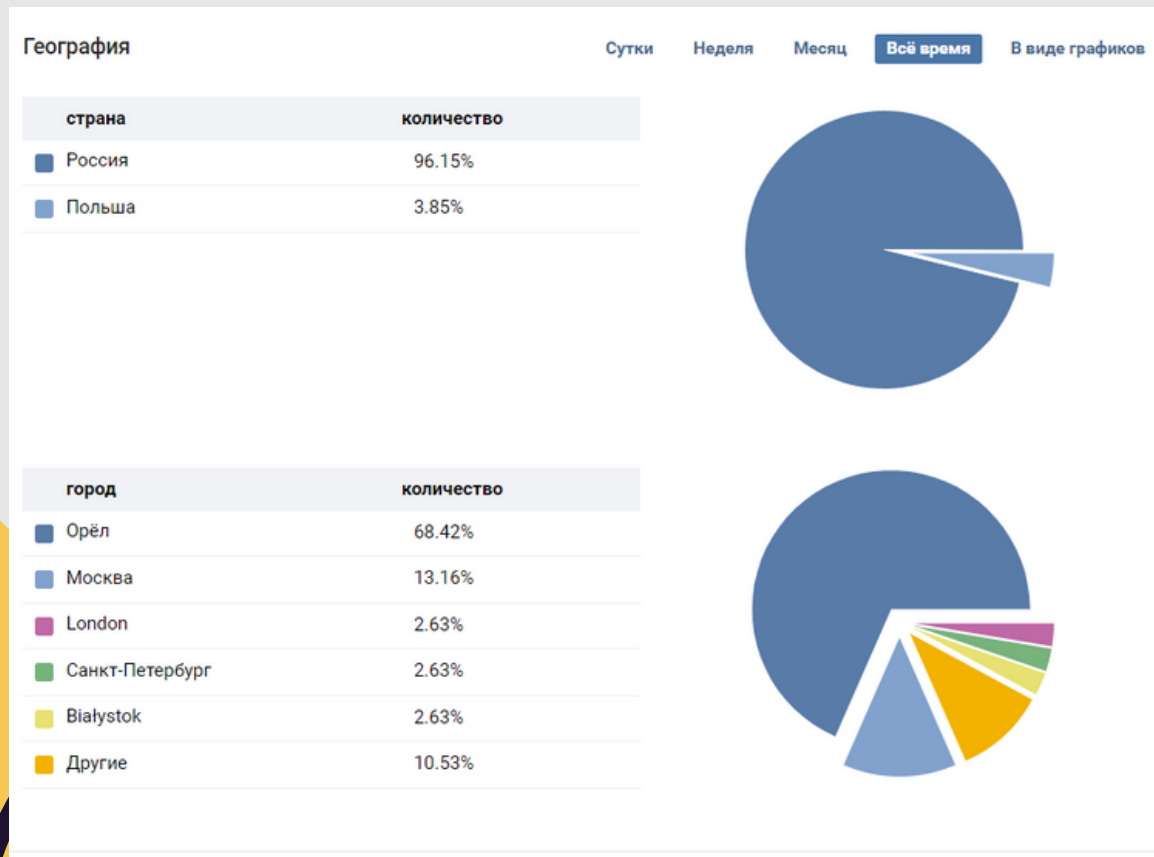 География Сутки Неделя Месяц Всё время В виде графиков
страна количество
Россия 96.15%
Польша 3.85%
город количество
Орёл 68.42%
Москва 13.16%
London 2.63%
Санкт-Петербург 2.63%
Białystok 2.63%
Другие 10.53%